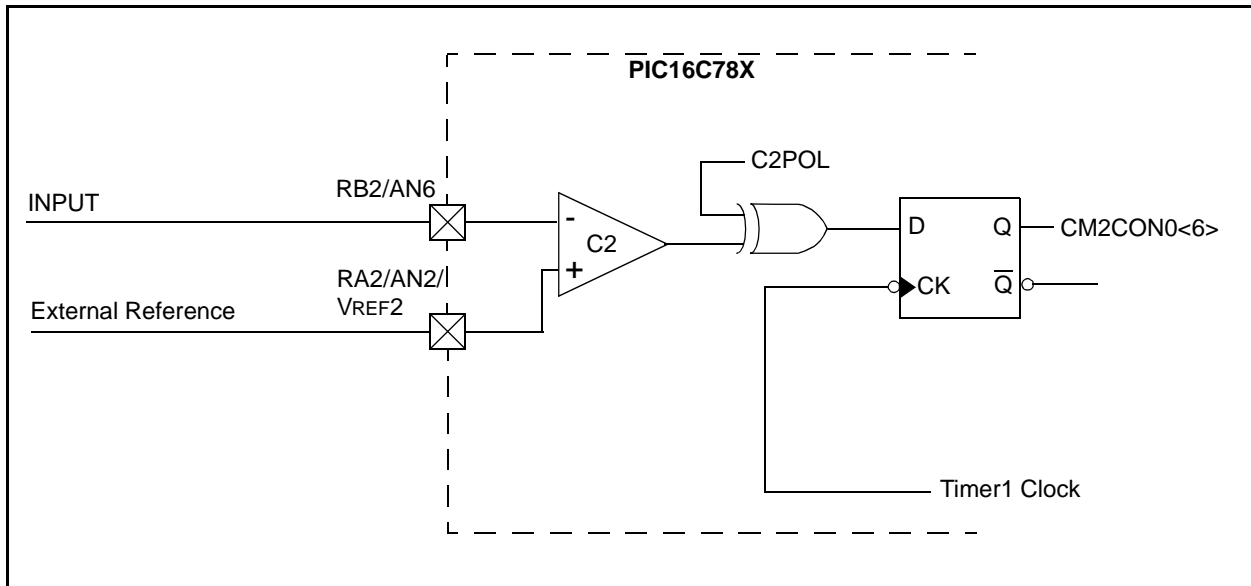 PIC16C78X
C2POL
RB2/AN6
INPUT
-
C2
+
D
Q
CM2CON0<6>
RA2/AN2/
VREF2
External Reference
CK
Q̅
Timer1 Clock